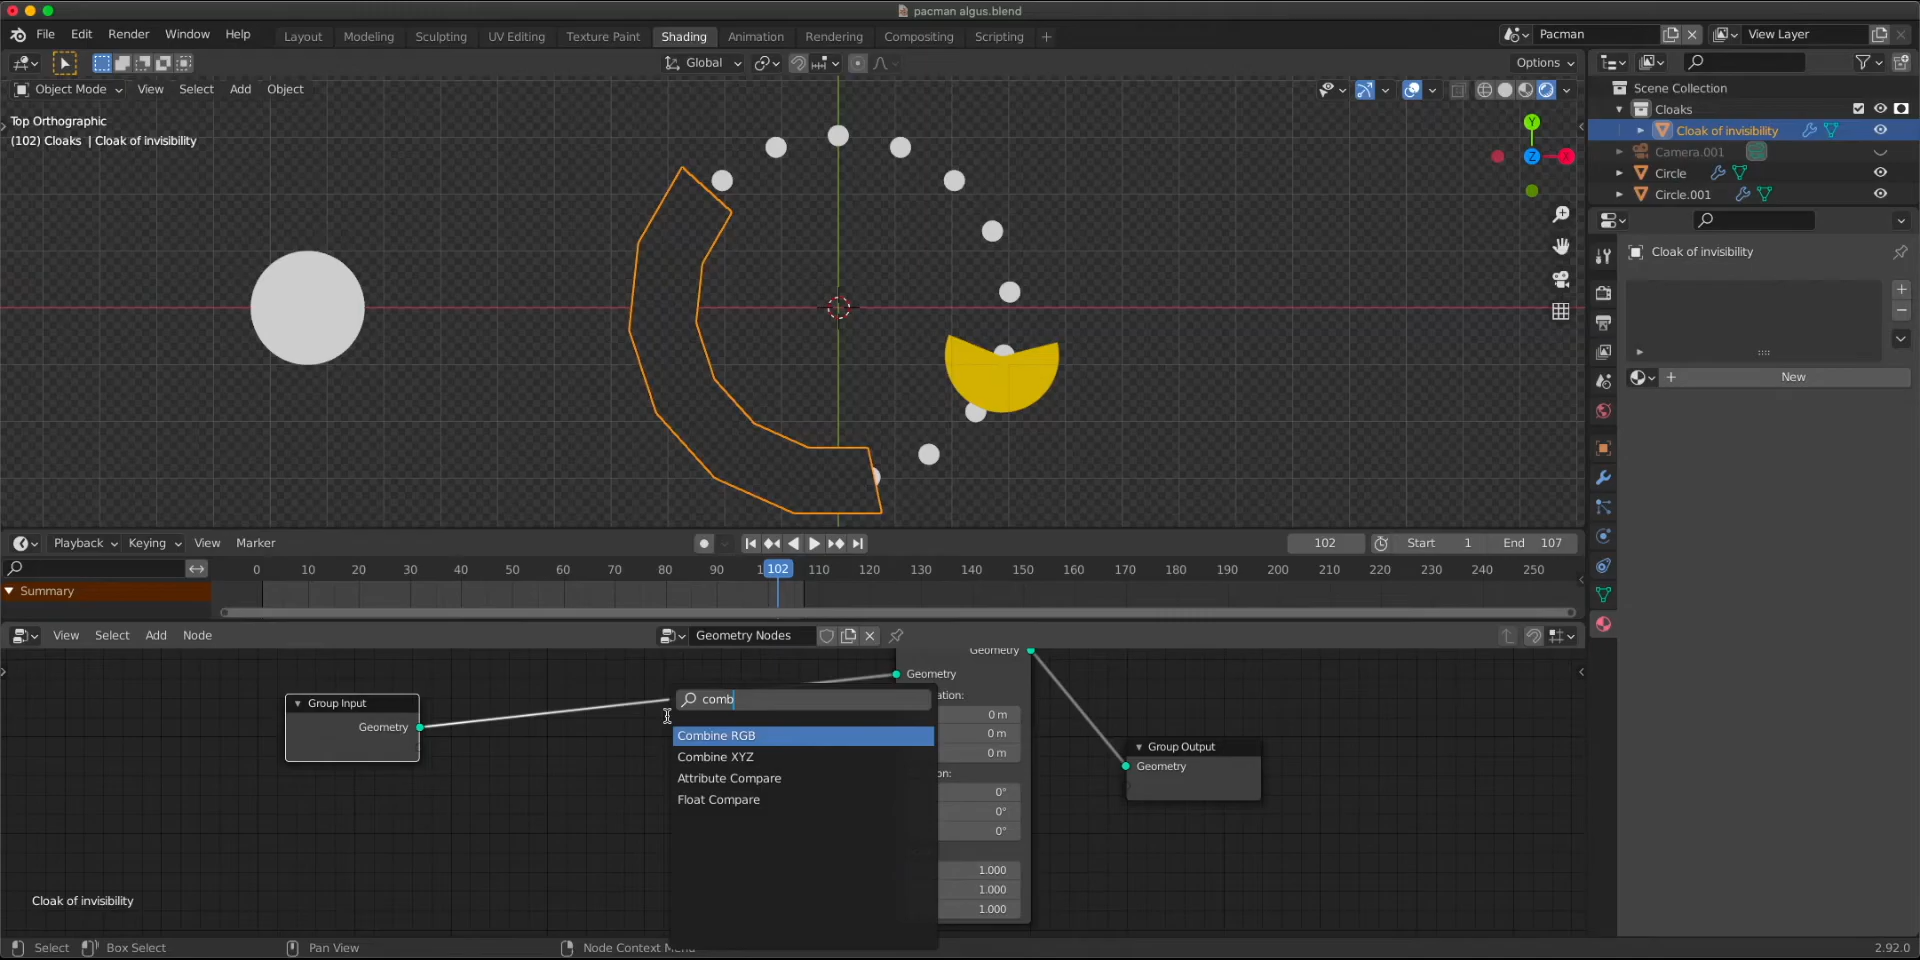 pacman algus.blend
File Edit Render Window Help
Layout Modeling Sculpting UV Editing Texture Paint Shading Animation Rendering Compositing Scripting +
Pacman
View Layer
Global
Options
Object Mode View Select Add Object
Top Orthographic
(102) Cloaks | Cloak of invisibility
Y
Z
X
Scene Collection
Cloaks
Cloak of invisibility
Camera.001
Circle
Circle.001
Cloak of invisibility
New
Playback Keying View Marker
102 Start 1 End 107
0 10 20 30 40 50 60 70 80 90 102 110 120 130 140 150 160 170 180 190 200 210 220 230 240 250
Summary
View Select Add Node
Geometry Nodes
Geometry
Geometry
Group Input
Geometry
comb
Combine RGB
Combine XYZ
Attribute Compare
Float Compare
0 m
0 m
0 m
0°
0°
0°
1.000
1.000
1.000
Group Output
Geometry
Cloak of invisibility
Select Box Select Pan View Node Context
2.92.0